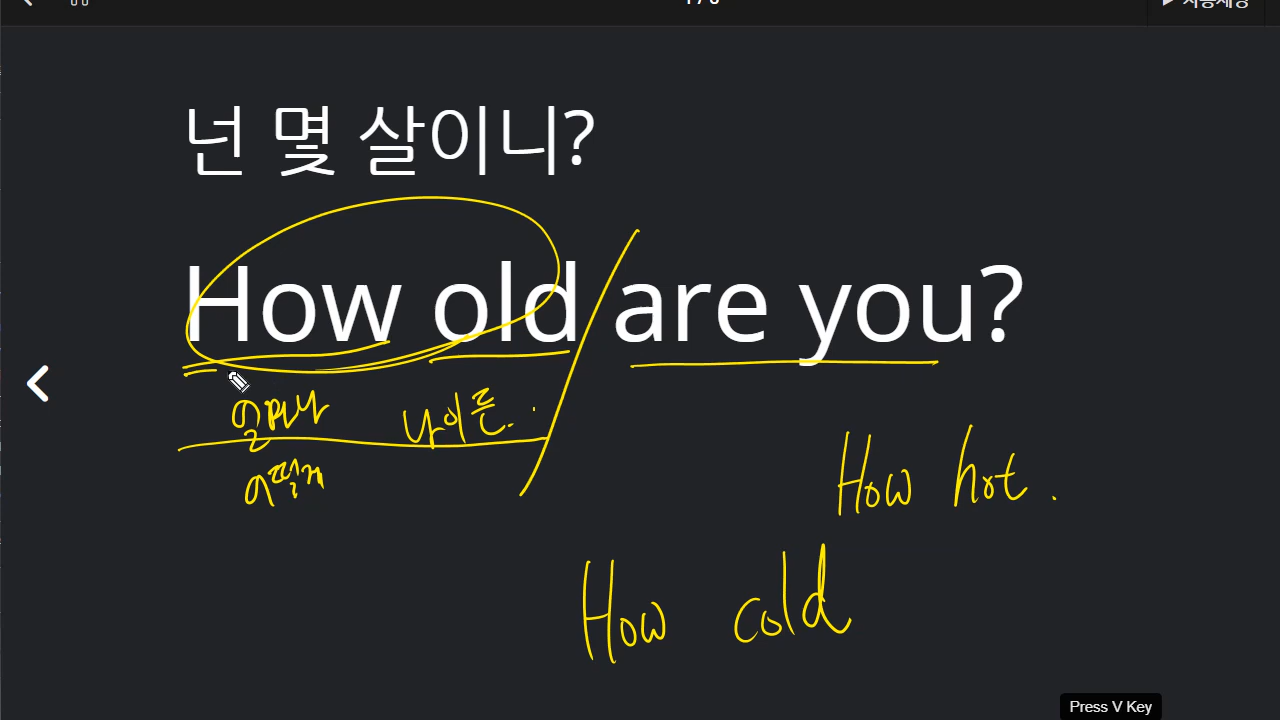 넌 몇 살이니?
How old are you?
얼마나 나이든.
어떻게
How hot.
How cold
Press V Key